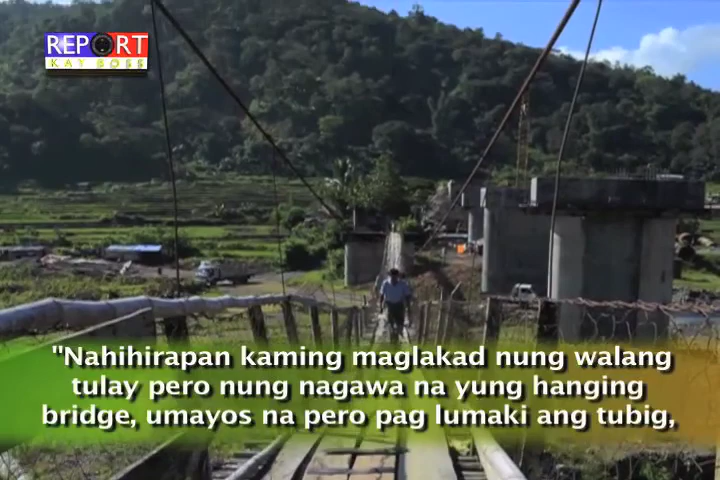 REPORT
KAY BOSS
"Nahihirapan kaming maglakad nung walang
tulay pero nung nagawa na yung hanging
bridge, umayos na pero pag lumaki ang tubig,